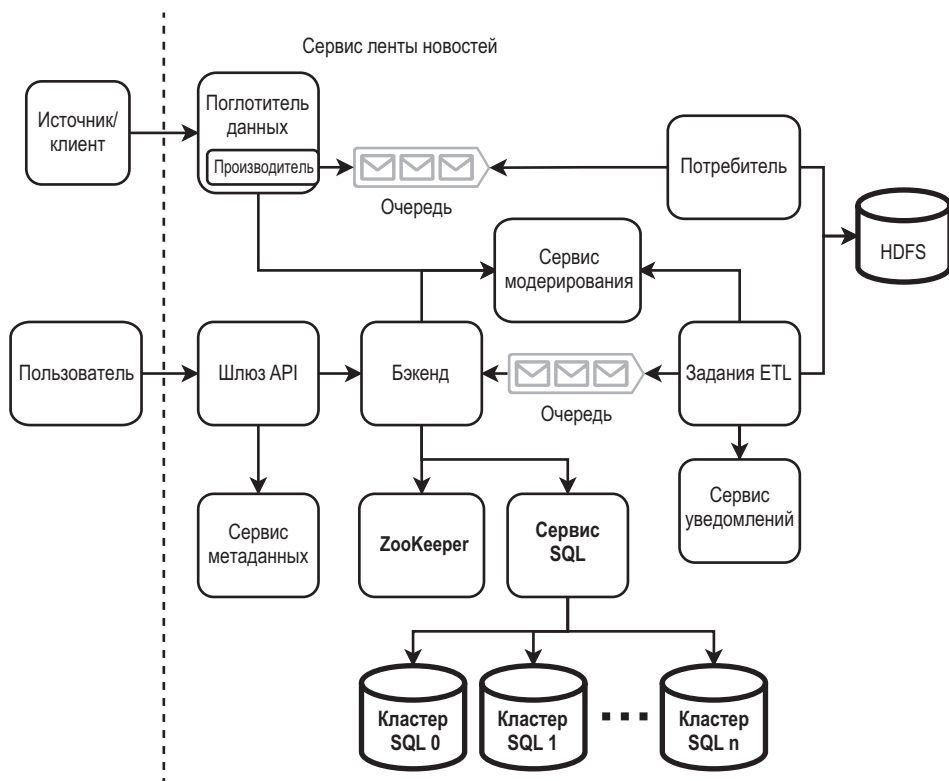 Сервис ленты новостей
Источник/
клиент
Поглотитель
данных
Производитель
Очередь
Потребитель
HDFS
Сервис
модерирования
Пользователь
Шлюз API
Бэкенд
Очередь
Задания ETL
Сервис
метаданных
ZooKeeper
Сервис
SQL
Сервис
уведомлений
Кластер
SQL 0
Кластер
SQL 1
Кластер
SQL n